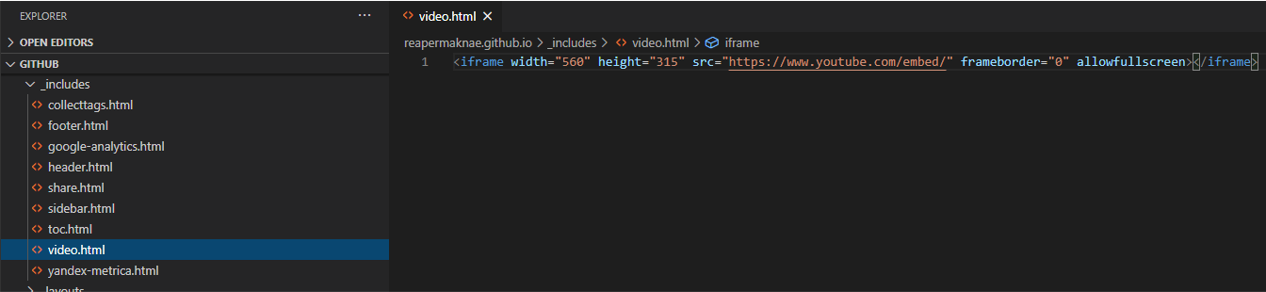 EXPLORER ···
OPEN EDITORS
GITHUB
_includes
collecttags.html
footer.html
google-analytics.html
header.html
share.html
sidebar.html
toc.html
video.html
yandex-metrica.html
_layouts
video.html ×
reapermaknae.github.io > _includes > video.html > iframe
1 <iframe width="560" height="315" src="https://www.youtube.com/embed/" frameborder="0" allowfullscreen></iframe>